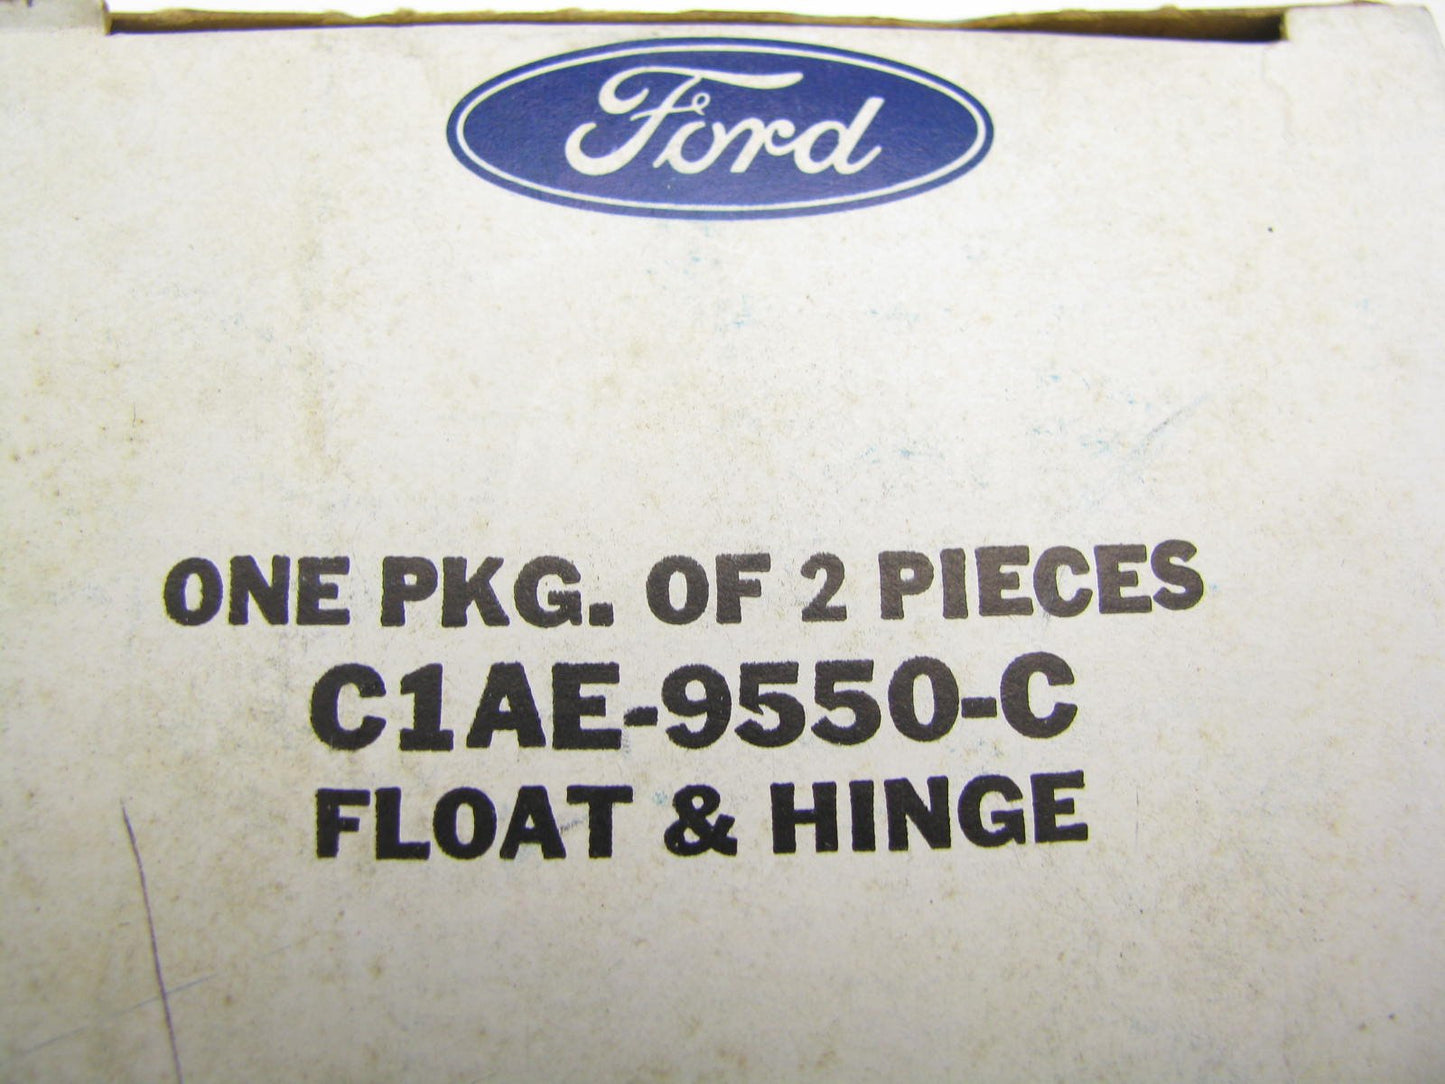 Ford
ONE PKG. OF 2 PIECES
C1AE-9550-C
FLOAT & HINGE